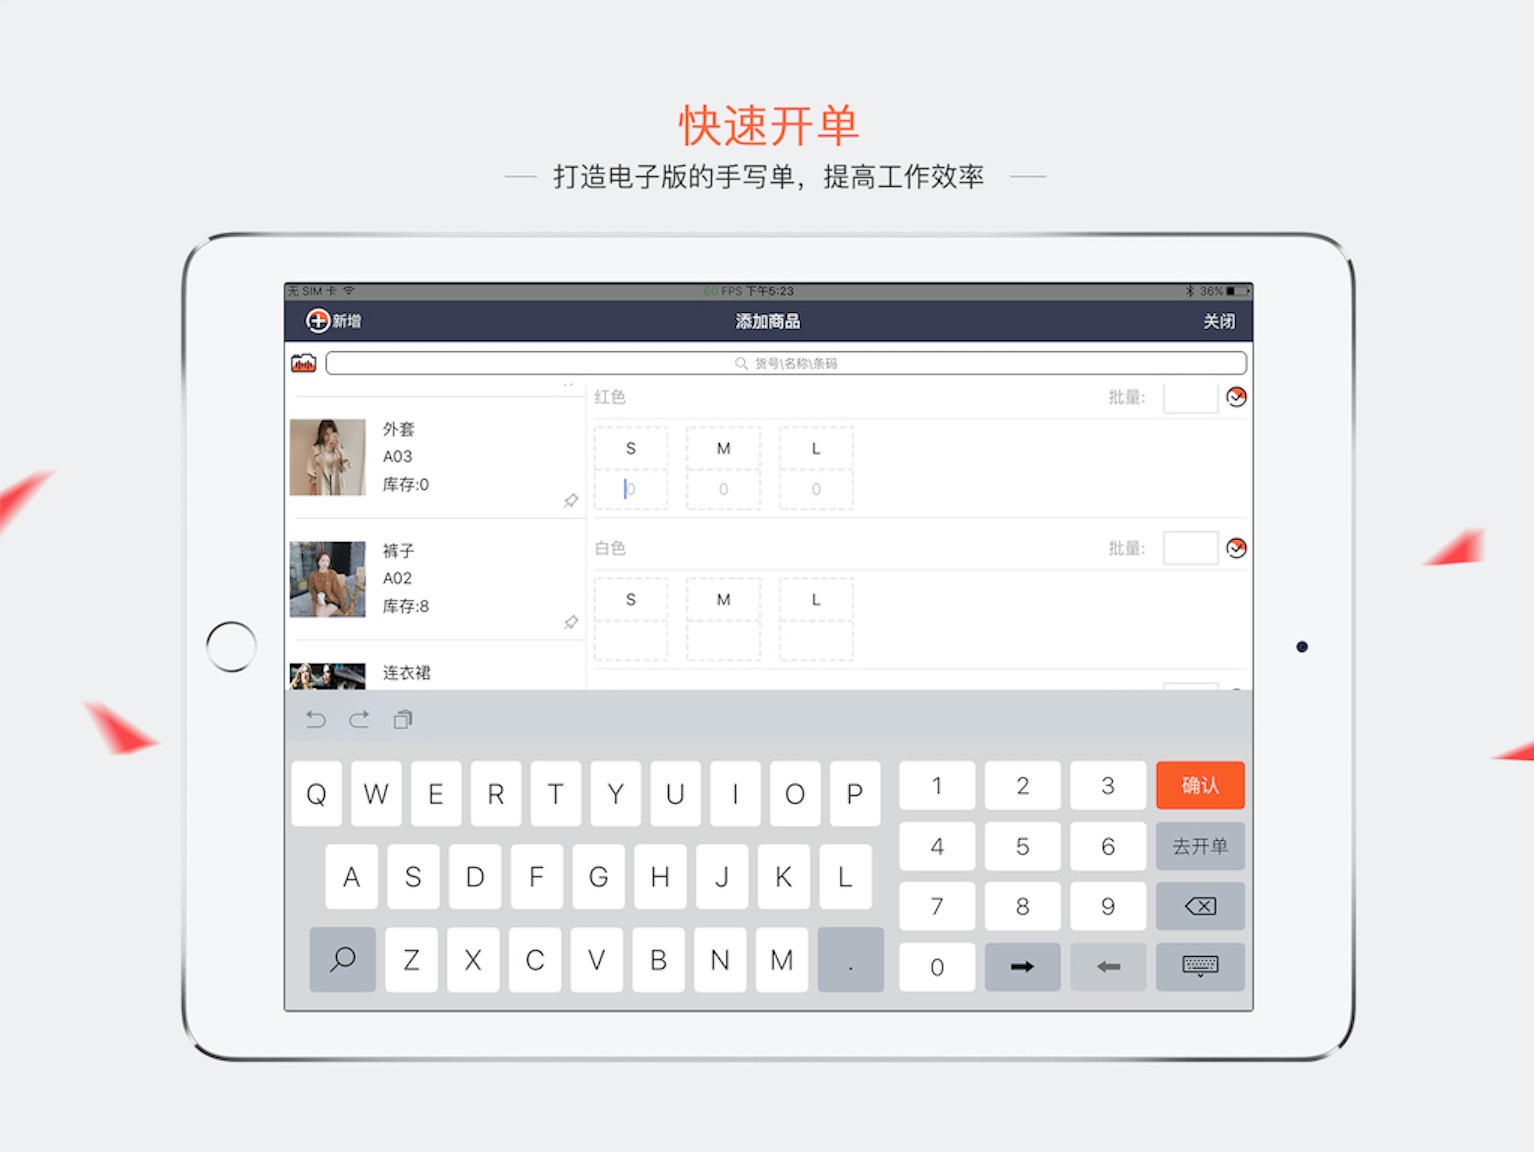 快速开单
打造电子版的手写单，提高工作效率
无 SIM 卡 60 FPS 下午5:23 36%
新增 添加商品 关闭
货号\名称\条码
外套
A03
库存:0
裤子
A02
库存:8
连衣裙
红色 批量:
S M L
0 0 0
白色 批量:
S M L
Q W E R T Y U I O P
A S D F G H J K L
Z X C V B N M .
1 2 3 确认
4 5 6 去开单
7 8 9
0